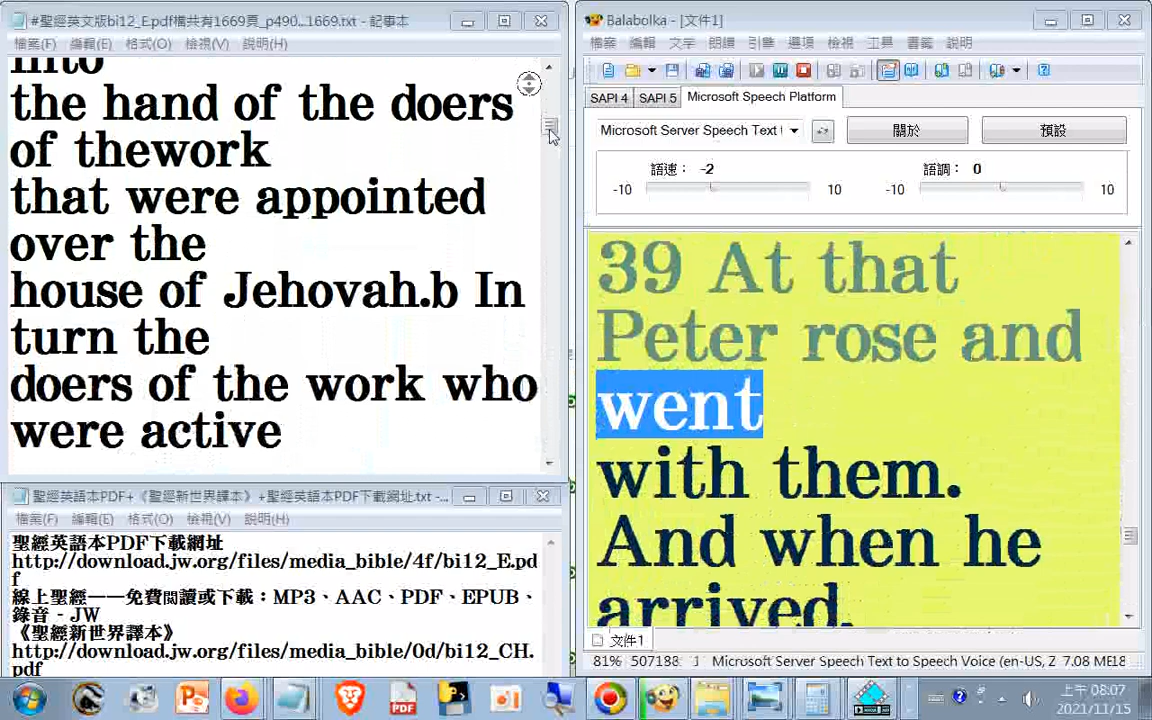 #聖經英文版bi12_E.pdf構共有1669頁_p490,..1669.txt - 記事本
檔案(F) 編輯(E) 格式(O) 檢視(V) 說明(H)
into
the hand of the doers
of thework
that were appointed
over the
house of Jehovah.b In
turn the
doers of the work who
were active
聖經英語本PDF+《聖經新世界譯本》+聖經英語本PDF下載網址.txt - ...
檔案(F) 編輯(E) 格式(O) 檢視(V) 說明(H)
聖經英語本PDF下載網址
http://download.jw.org/files/media_bible/4f/bi12_E.pd
f
線上聖經──免費閱讀或下載：MP3、AAC、PDF、EPUB、
錄音 - JW
《聖經新世界譯本》
http://download.jw.org/files/media_bible/0d/bi12_CH.
pdf
Balabolka - [文件1]
檔案 編輯 文字 朗讀 引擎 選項 檢視 工具 書籤 說明
SAPI 4 SAPI 5 Microsoft Speech Platform
Microsoft Server Speech Text 關於 預設
語速： -2 語調： 0
-10 10 -10 10
39 At that
Peter rose and
went
with them.
And when he
arrived,
文件1
81% 507188 1 Microsoft Server Speech Text to Speech Voice (en-US, Z 7.08 ME18
PDF
上午 08:07
2021/11/15